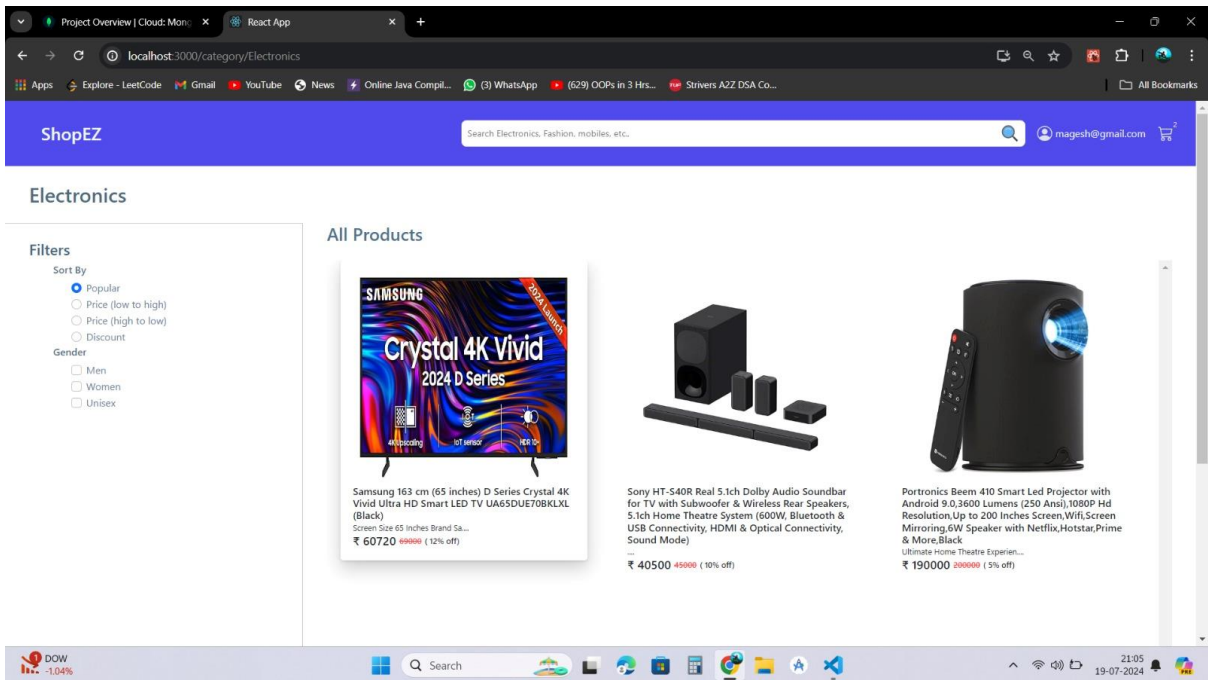 Project Overview | Cloud: Mong
React App
localhost:3000/category/Electronics
Apps
Explore - LeetCode
Gmail
YouTube
News
Online Java Compil...
(3) WhatsApp
(629) OOPs in 3 Hrs...
Strivers A2Z DSA Co...
All Bookmarks
ShopEZ
Search Electronics, Fashion, mobiles, etc.,
magesh@gmail.com
2
Electronics
Filters
Sort By
Popular
Price (low to high)
Price (high to low)
Discount
Gender
Men
Women
Unisex
All Products
SAMSUNG
2024 Launch
Crystal 4K Vivid
2024 D Series
4K Upscaling
IoT sensor
HDR 10+
Samsung 163 cm (65 inches) D Series Crystal 4K
Vivid Ultra HD Smart LED TV UA65DUE70BKLXL
(Black)
Screen Size 65 Inches Brand Sa...
₹ 60720 69000 ( 12% off)
Sony HT-S40R Real 5.1ch Dolby Audio Soundbar
for TV with Subwoofer & Wireless Rear Speakers,
5.1ch Home Theatre System (600W, Bluetooth &
USB Connectivity, HDMI & Optical Connectivity,
Sound Mode)
...
₹ 40500 45000 ( 10% off)
Portronics Beem 410 Smart Led Projector with
Android 9.0,3600 Lumens (250 Ansi),1080P Hd
Resolution,Up to 200 Inches Screen,Wifi,Screen
Mirroring,6W Speaker with Netflix,Hotstar,Prime
& More,Black
Ultimate Home Theatre Experien...
₹ 190000 200000 ( 5% off)
1
DOW
-1.04%
Search
21:05
19-07-2024
PRE